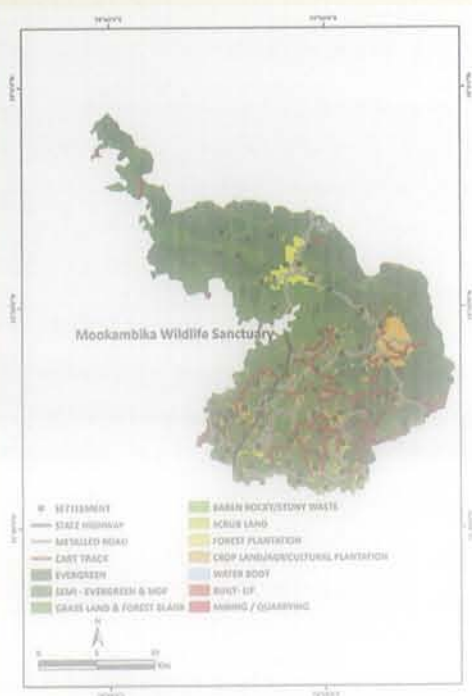 Mookambika Wildlife Sanctuary
SETTLEMENT
STATE HIGHWAY
METALLED ROAD
CART TRACK
EVERGREEN
SEMI - EVERGREEN & MDF
GRASS LAND & FOREST BLANK
BAREN ROCKY/STONY WASTE
SCRUB LAND
FOREST PLANTATION
CROP LAND/AGRICULTURAL PLANTATION
WATER BODY
BUILT- UP
MINING / QUARRYING
N